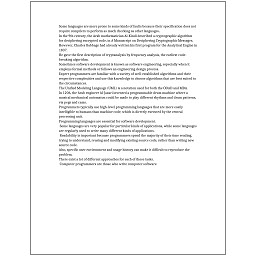 Some languages are more prone to some kinds of faults because their specification does not
require compilers to perform as much checking as other languages.
In the 9th century, the Arab mathematician Al-Kindi described a cryptographic algorithm
for deciphering encrypted code, in A Manuscript on Deciphering Cryptographic Messages.
However, Charles Babbage had already written his first program for the Analytical Engine in
1837.
He gave the first description of cryptanalysis by frequency analysis, the earliest code-
breaking algorithm.
Sometimes software development is known as software engineering, especially when it
employs formal methods or follows an engineering design process.
Expert programmers are familiar with a variety of well-established algorithms and their
respective complexities and use this knowledge to choose algorithms that are best suited to
the circumstances.
The Unified Modeling Language (UML) is a notation used for both the OOAD and MDA.
In 1206, the Arab engineer Al-Jazari invented a programmable drum machine where a
musical mechanical automaton could be made to play different rhythms and drum patterns,
via pegs and cams.
Programmers typically use high-level programming languages that are more easily
intelligible to humans than machine code, which is directly executed by the central
processing unit.
Programming languages are essential for software development.
Some languages are very popular for particular kinds of applications, while some languages
are regularly used to write many different kinds of applications.
Readability is important because programmers spend the majority of their time reading,
trying to understand, reusing and modifying existing source code, rather than writing new
source code.
Also, specific user environment and usage history can make it difficult to reproduce the
problem.
There exist a lot of different approaches for each of those tasks.
Computer programmers are those who write computer software.